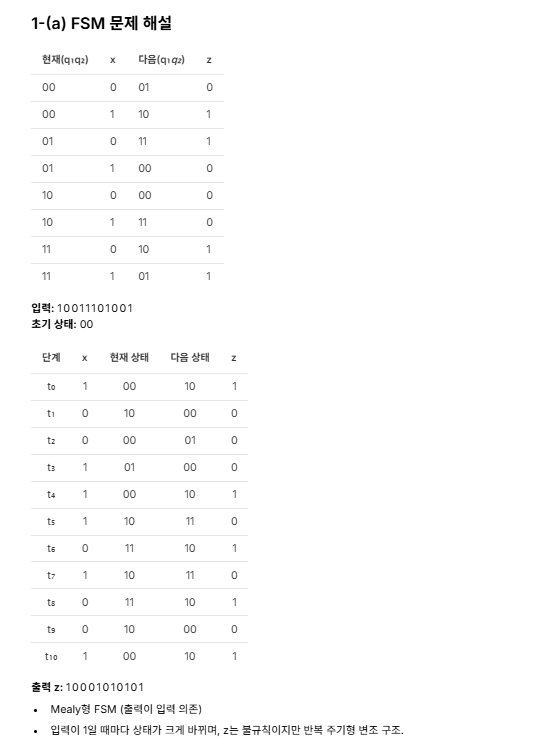 1-(a) FSM 문제 해설
현재(q₁q₂) x 다음(q₁q₂) z
00 0 01 0
00 1 10 1
01 0 11 1
01 1 00 0
10 0 00 0
10 1 11 0
11 0 10 1
11 1 01 1
입력: 10011101001
초기 상태: 00
단계 x 현재 상태 다음 상태 z
t₀ 1 00 10 1
t₁ 0 10 00 0
t₂ 0 00 01 0
t₃ 1 01 00 0
t₄ 1 00 10 1
t₅ 1 10 11 0
t₆ 0 11 10 1
t₇ 1 10 11 0
t₈ 0 11 10 1
t₉ 0 10 00 0
t₁₀ 1 00 10 1
출력 z: 10001010101
• Mealy형 FSM (출력이 입력 의존)
• 입력이 1일 때마다 상태가 크게 바뀌며, z는 불규칙이지만 반복 주기형 변조 구조.